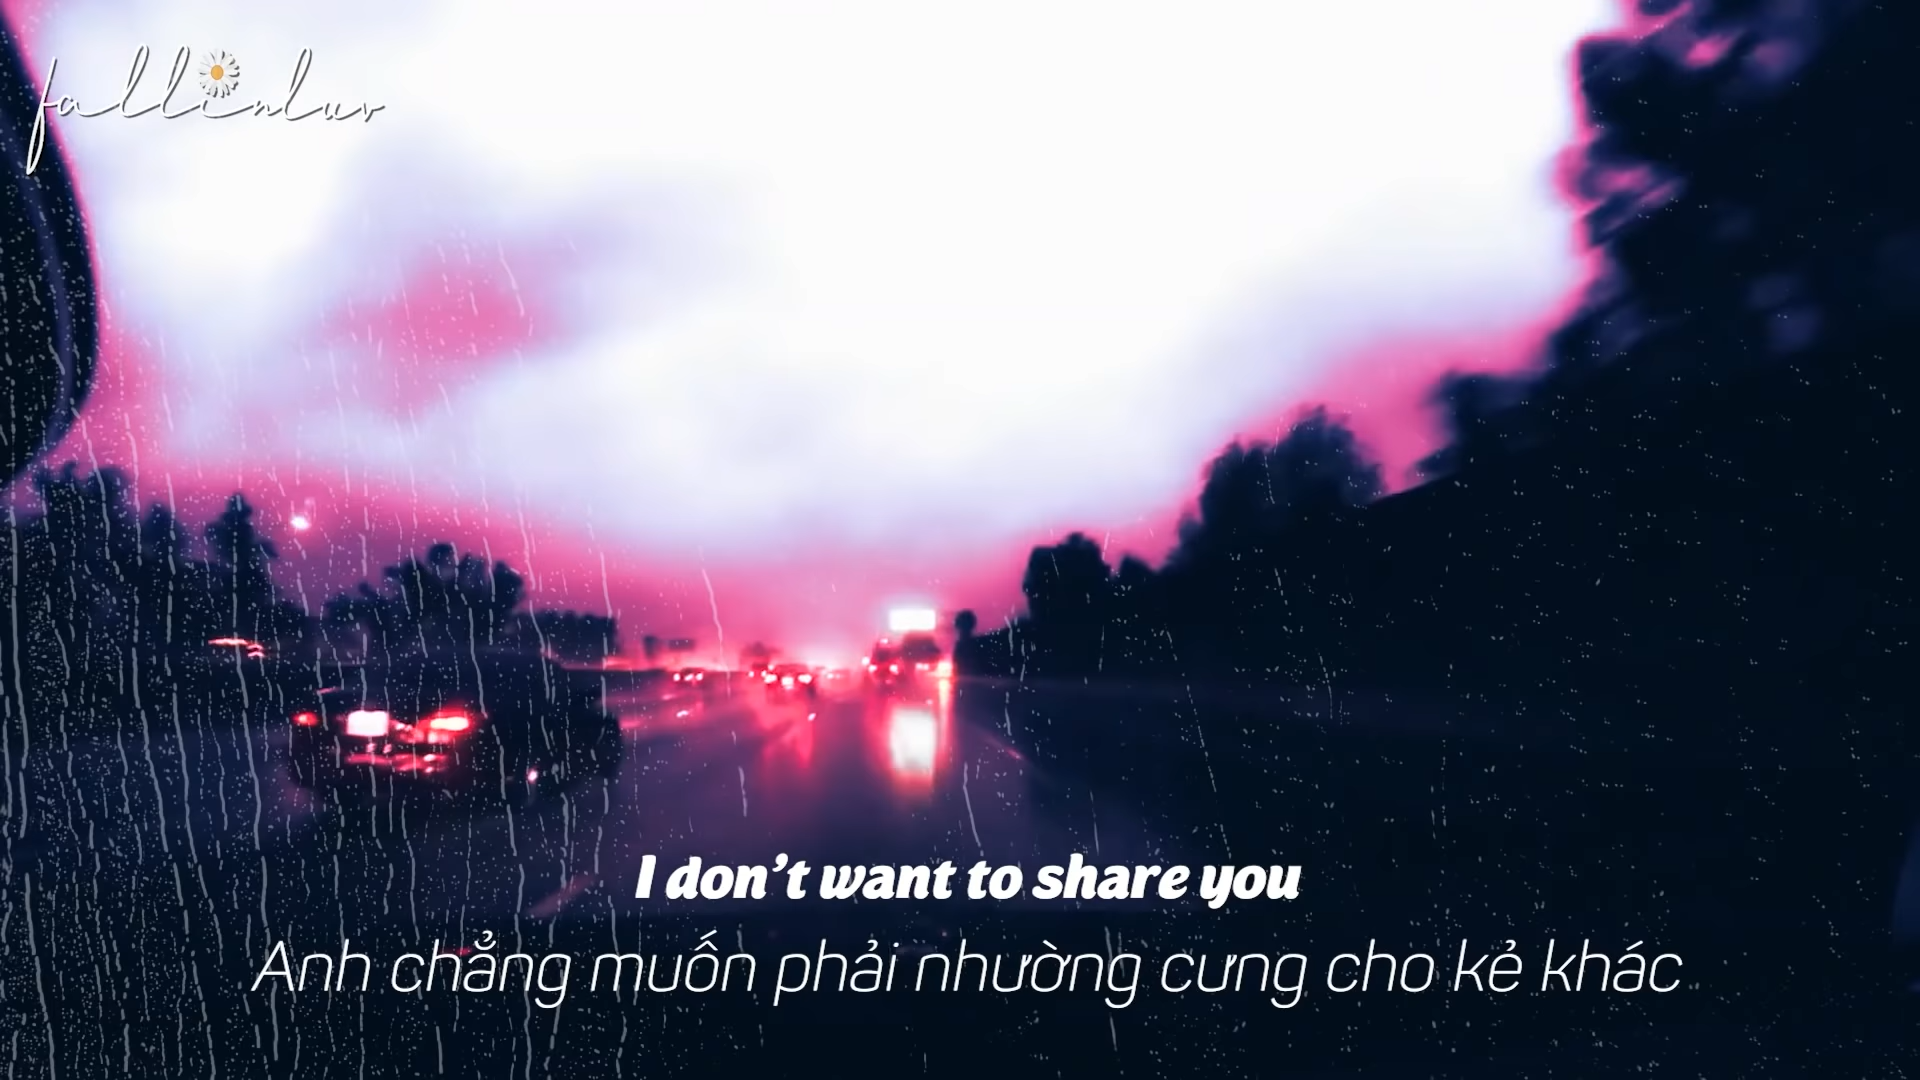 fallinluv
I don't want to share you
Anh chẳng muốn phải nhường cưng cho kẻ khác